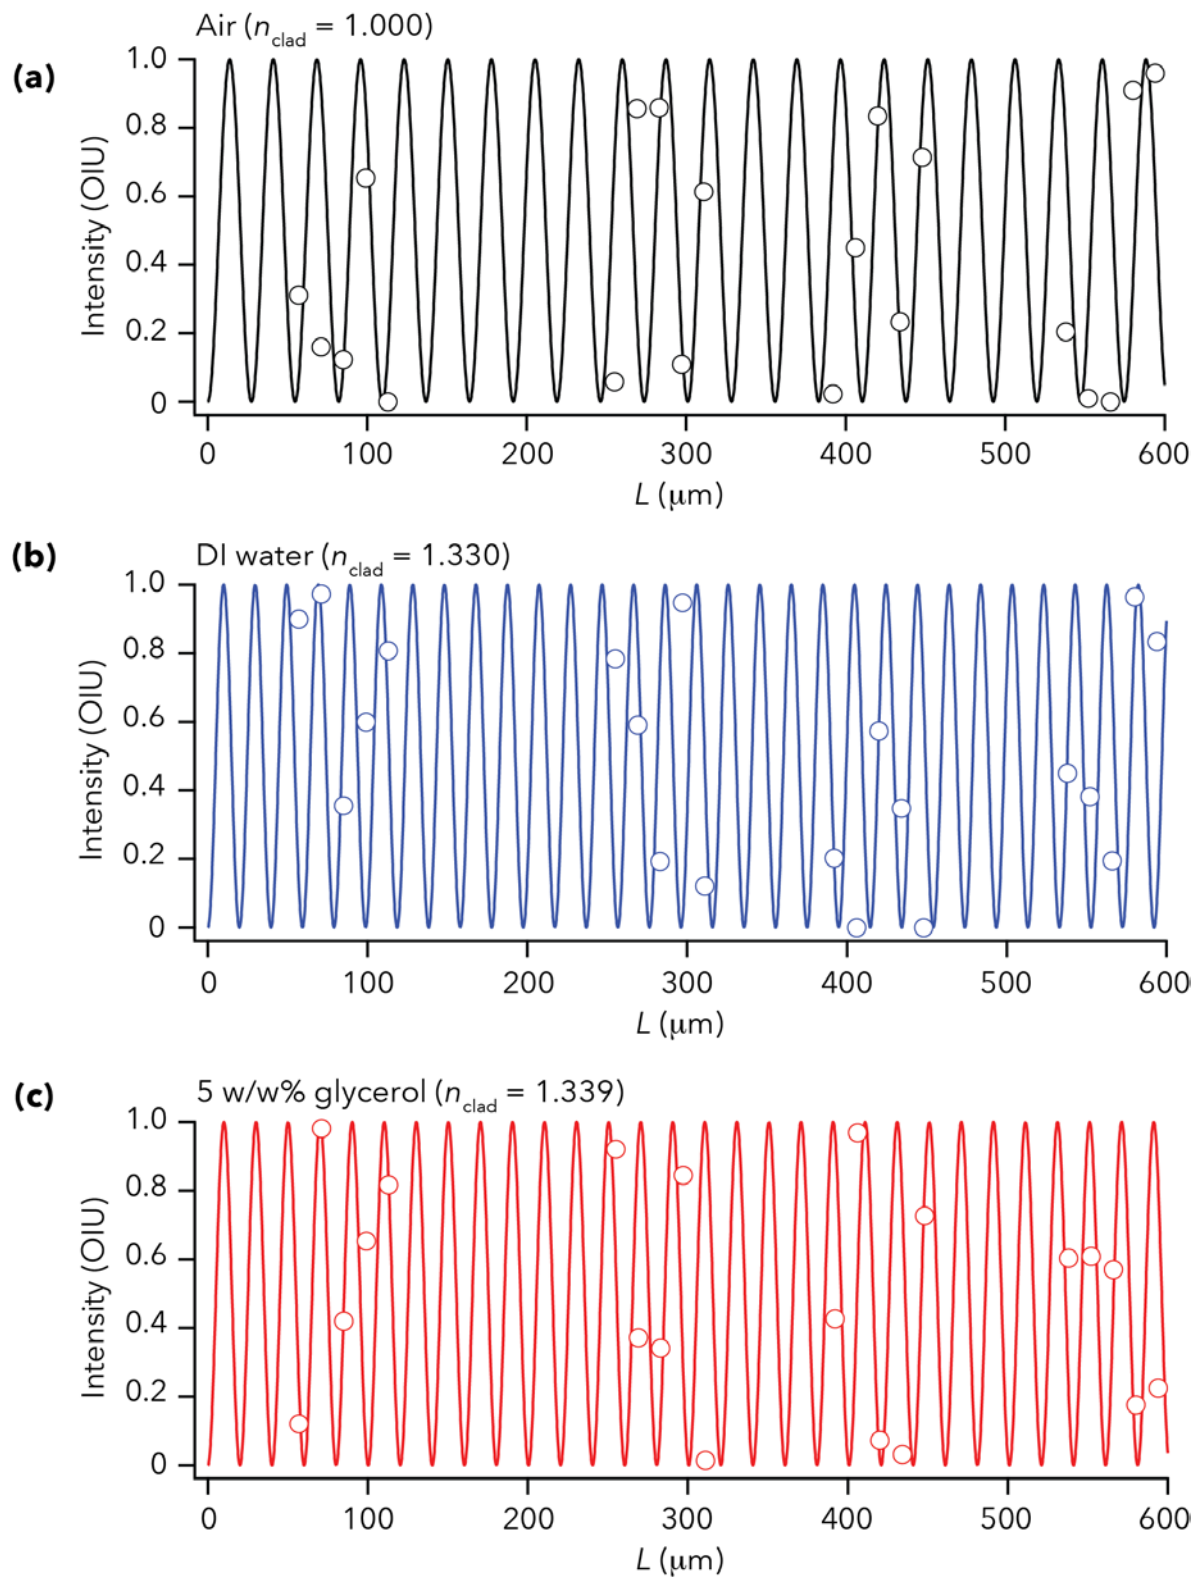 Air (nclad = 1.000)
(a)
Intensity (OIU)
1.0
0.8
0.6
0.4
0.2
0
0 100 200 300 400 500 600
L (μm)
(b)
DI water (nclad = 1.330)
Intensity (OIU)
1.0
0.8
0.6
0.4
0.2
0
0 100 200 300 400 500 600
L (μm)
(c)
5 w/w% glycerol (nclad = 1.339)
Intensity (OIU)
1.0
0.8
0.6
0.4
0.2
0
0 100 200 300 400 500 600
L (μm)